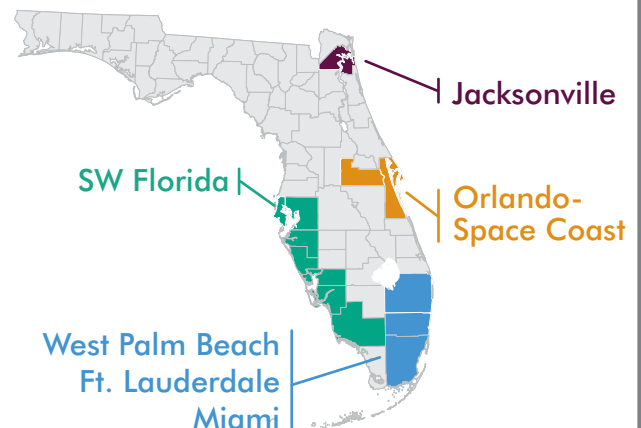 Jacksonville
SW Florida
Orlando-
Space Coast
West Palm Beach
Ft. Lauderdale
Miami